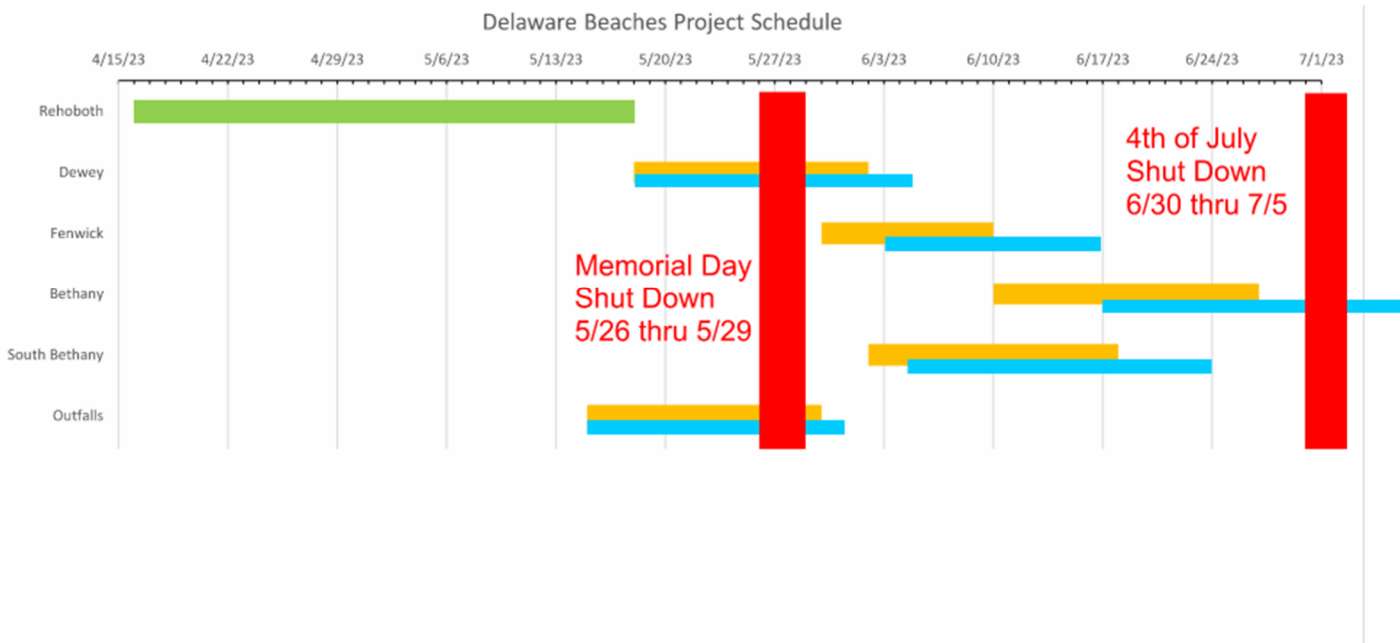 Delaware Beaches Project Schedule
4/15/23 4/22/23 4/29/23 5/6/23 5/13/23 5/20/23 5/27/23 6/3/23 6/10/23 6/17/23 6/24/23 7/1/23
Rehoboth
Dewey
Fenwick
Bethany
South Bethany
Outfalls
Memorial Day
Shut Down
5/26 thru 5/29
4th of July
Shut Down
6/30 thru 7/5